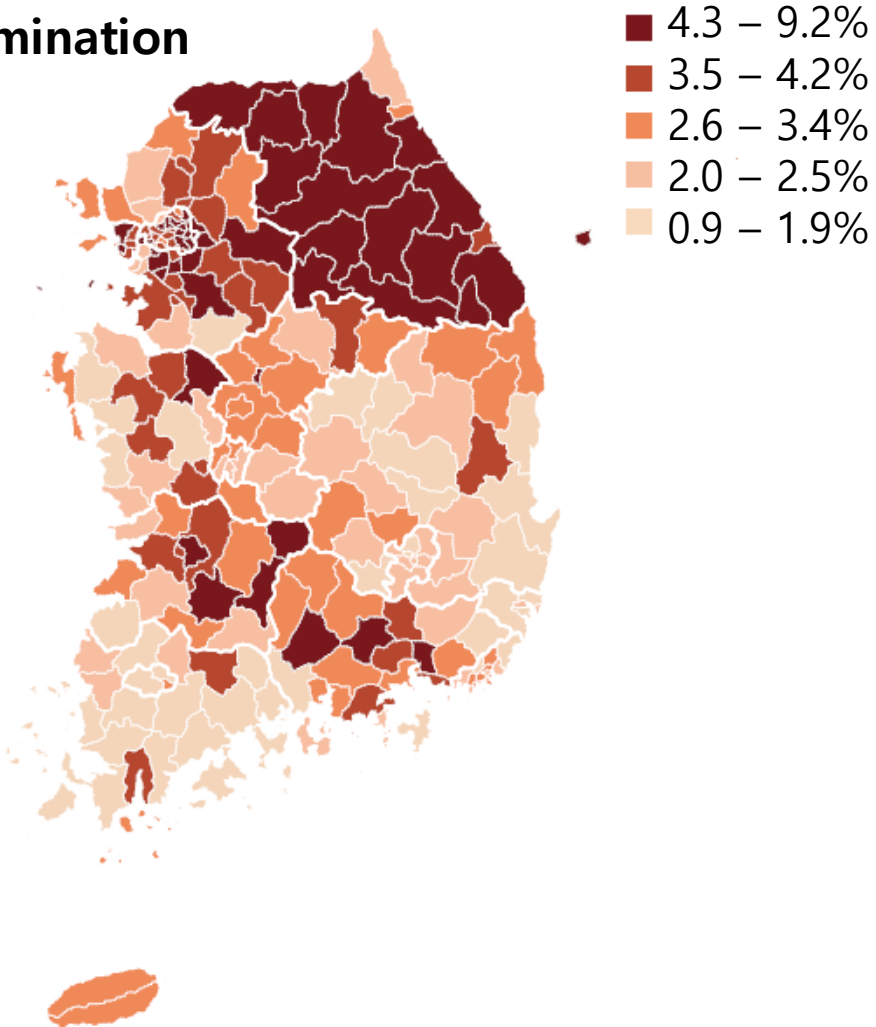 mination
4.3 – 9.2%
3.5 – 4.2%
2.6 – 3.4%
2.0 – 2.5%
0.9 – 1.9%